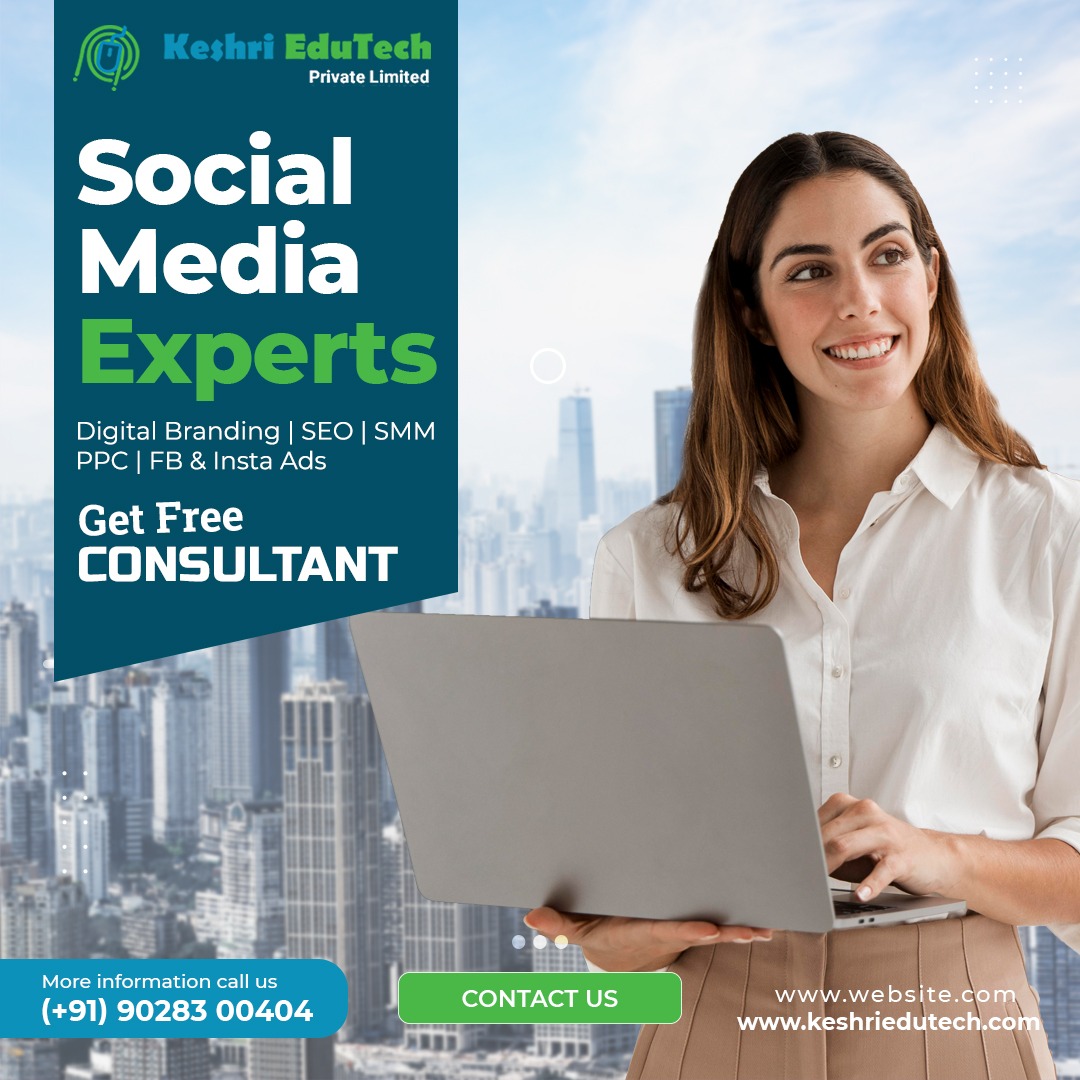 Keshri EduTech
Private Limited
Social
Media
Experts
Digital Branding | SEO | SMM
PPC | FB & Insta Ads
Get Free
CONSULTANT
More information call us
(+91) 90283 00404
CONTACT US
www.website.com
www.keshriedutech.com